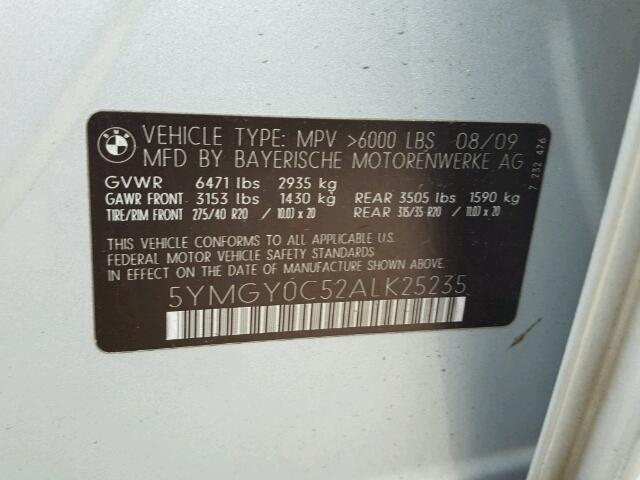 BMW
VEHICLE TYPE: MPV >6000 LBS 08/09
MFD BY BAYERISCHE MOTORENWERKE AG
GVWR 6471 lbs 2935 kg
GAWR FRONT 3153 lbs 1430 kg REAR 3505 lbs 1590 kg
TIRE/RIM FRONT 275/40 R20 / 10.0J x 20 REAR 315/35 R20 / 11.0J x 20
THIS VEHICLE CONFORMS TO ALL APPLICABLE U.S.
FEDERAL MOTOR VEHICLE SAFETY STANDARDS
IN EFFECT ON THE DATE OF MANUFACTURE SHOWN ABOVE.
5YMGY0C52ALK25235
7 232 476